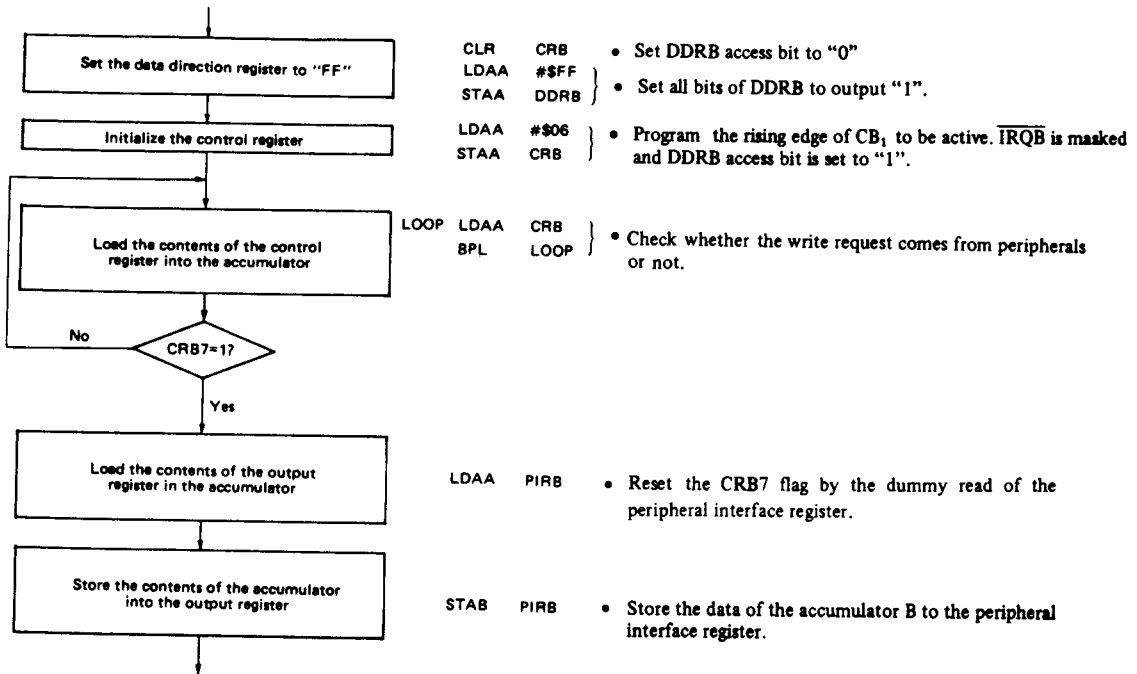 Set the data direction register to "FF"
CLR CRB • Set DDRB access bit to "0"
LDAA #$FF
STAA DDRB } • Set all bits of DDRB to output "1".
Initialize the control register
LDAA #$06 } • Program the rising edge of CB₁ to be active. I̅R̅Q̅B̅ is masked
STAA CRB and DDRB access bit is set to "1".
Load the contents of the control
register into the accumulator
LOOP LDAA CRB } • Check whether the write request comes from peripherals
BPL LOOP or not.
No
CRB7=1?
Yes
Load the contents of the output
register in the accumulator
LDAA PIRB • Reset the CRB7 flag by the dummy read of the
peripheral interface register.
Store the contents of the accumulator
into the output register
STAB PIRB • Store the data of the accumulator B to the peripheral
interface register.